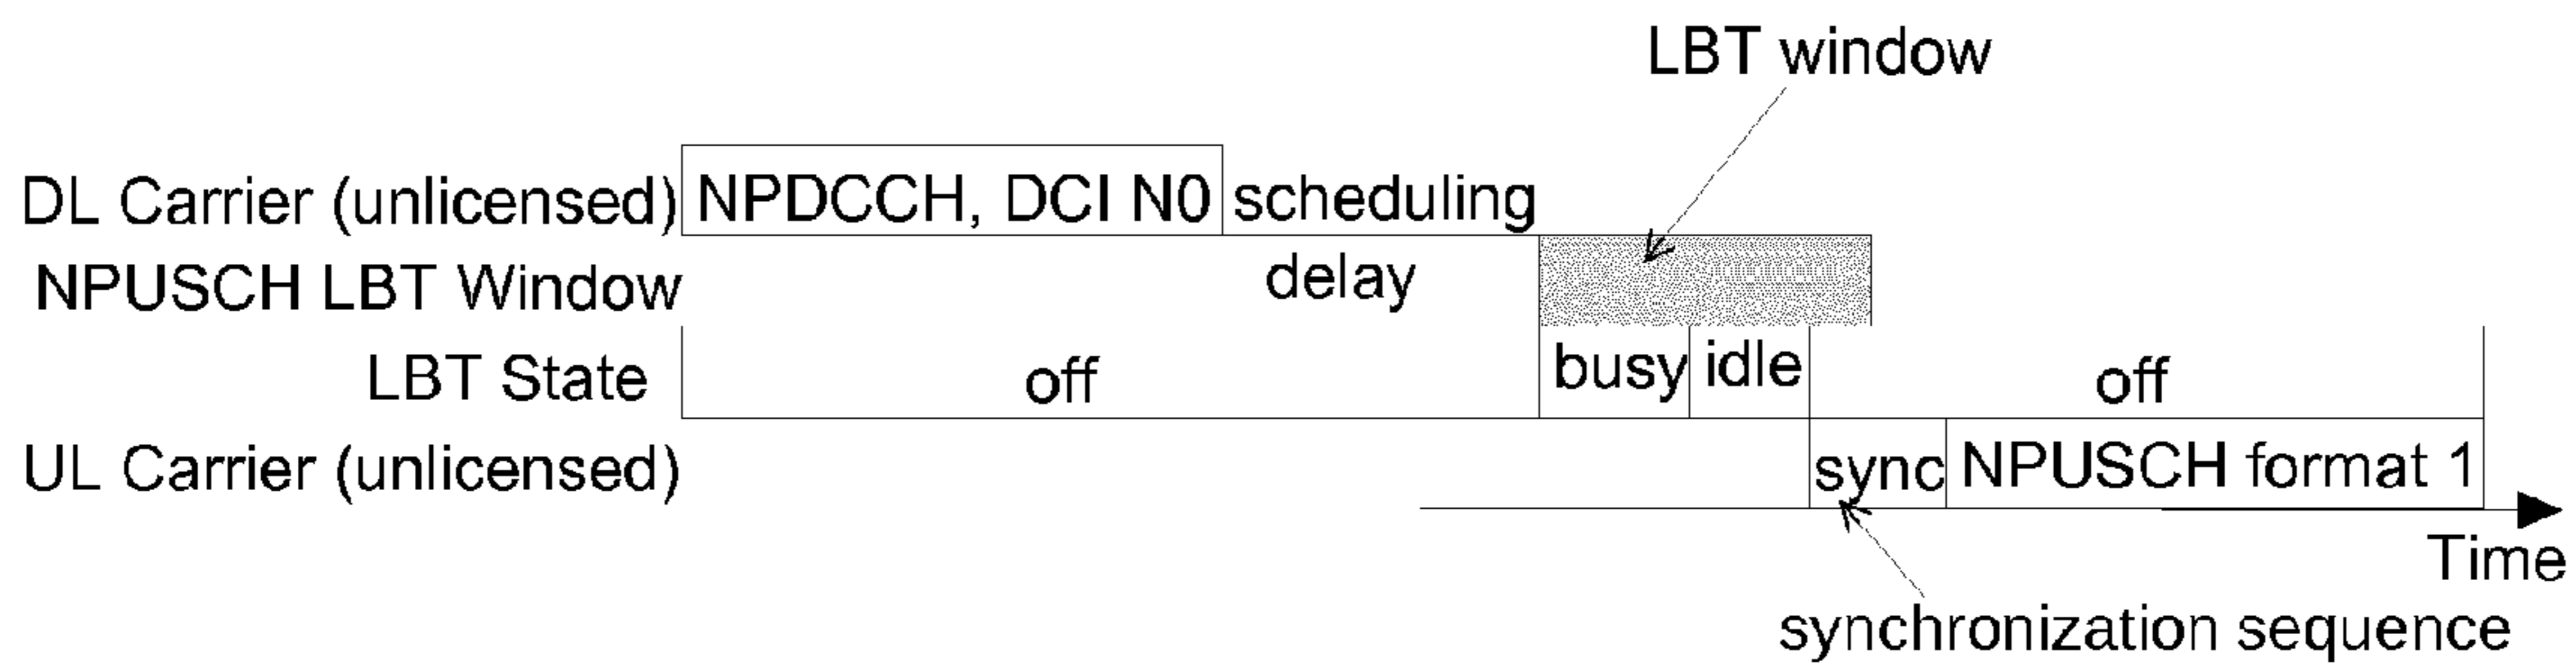 LBT window
DL Carrier (unlicensed) NPDCCH, DCI N0 scheduling
NPUSCH LBT Window delay
LBT State off busy idle off
UL Carrier (unlicensed) sync NPUSCH format 1
Time
synchronization sequence